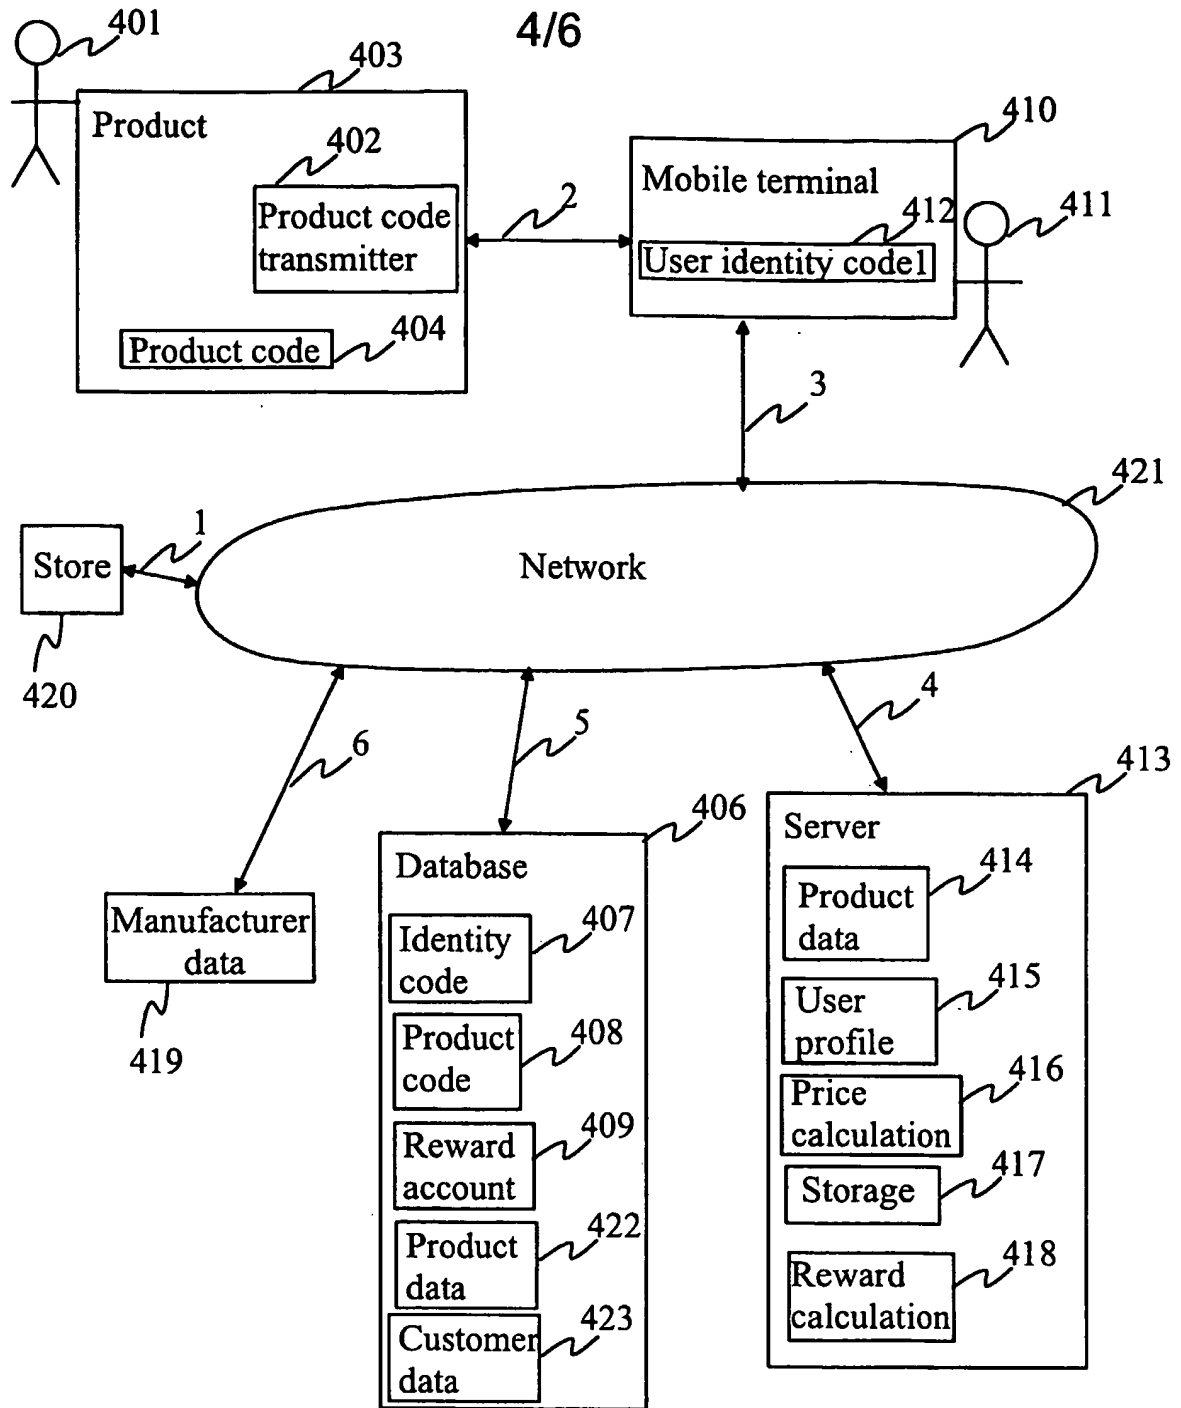 401
4/6
403
Product
402
Product code
transmitter
404
Product code
2
410
Mobile terminal
412
User identity code1
411
3
421
Network
1
Store
420
6
5
4
Manufacturer
data
419
406
Database
407
Identity
code
408
Product
code
409
Reward
account
422
Product
data
423
Customer
data
413
Server
414
Product
data
415
User
profile
416
Price
calculation
417
Storage
418
Reward
calculation